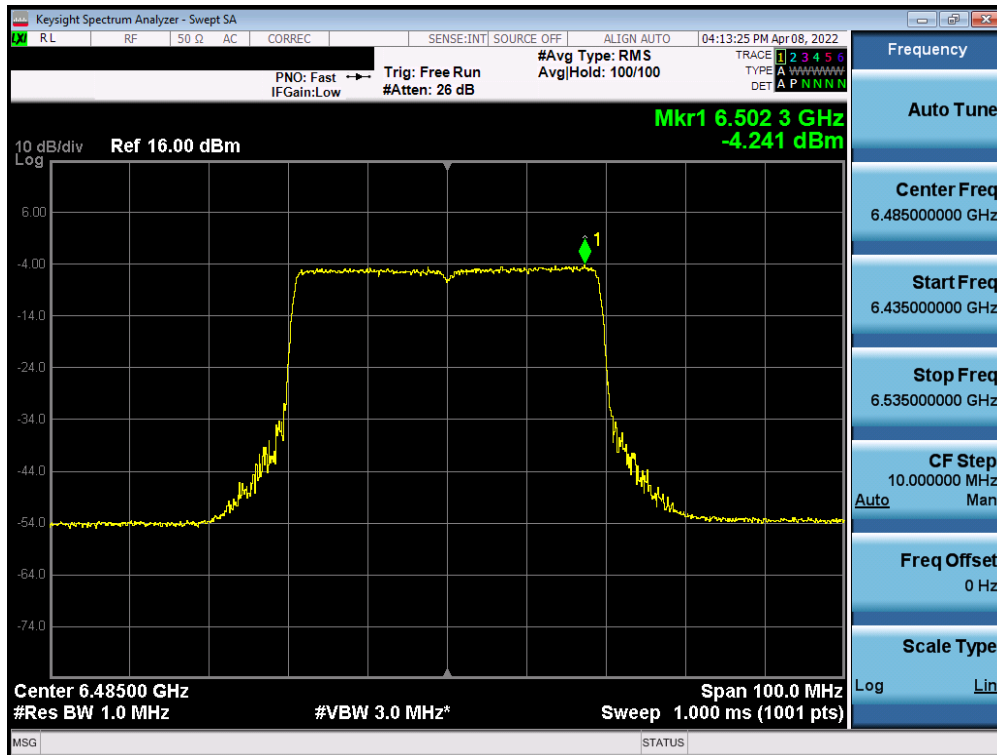 Keysight Spectrum Analyzer - Swept SA
LXI RL RF 50 Ω AC CORREC SENSE:INT SOURCE OFF ALIGN AUTO 04:13:25 PM Apr 08, 2022
Frequency
#Avg Type: RMS TRACE 1 2 3 4 5 6
PNO: Fast Trig: Free Run Avg|Hold: 100/100 TYPE A WWWWW
IFGain:Low #Atten: 26 dB DET A P N N N N
Auto Tune
Mkr1 6.502 3 GHz
-4.241 dBm
10 dB/div Ref 16.00 dBm
Log
Center Freq
6.485000000 GHz
6.00
1
-4.00
Start Freq
6.435000000 GHz
-14.0
-24.0
Stop Freq
6.535000000 GHz
-34.0
-44.0
CF Step
10.000000 MHz
Auto Man
-54.0
Freq Offset
0 Hz
-64.0
-74.0
Scale Type
Log Lin
Center 6.48500 GHz Span 100.0 MHz
#Res BW 1.0 MHz #VBW 3.0 MHz* Sweep 1.000 ms (1001 pts)
MSG STATUS